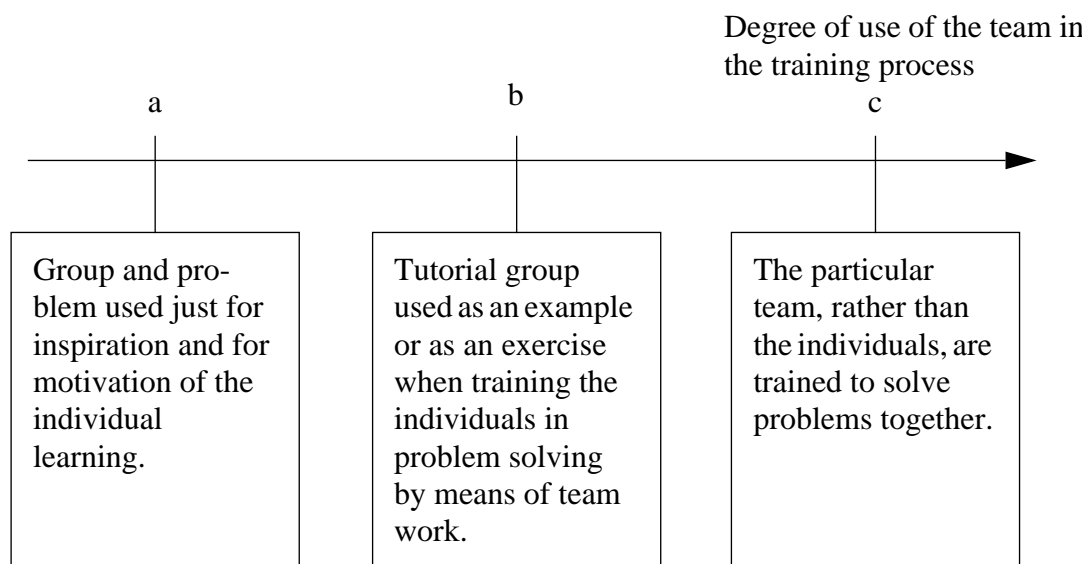 Degree of use of the team in
the training process
a
b
c
Group and pro-
blem used just for
inspiration and for
motivation of the
individual
learning.
Tutorial group
used as an example
or as an exercise
when training the
individuals in
problem solving
by means of team
work.
The particular
team, rather than
the individuals, are
trained to solve
problems together.